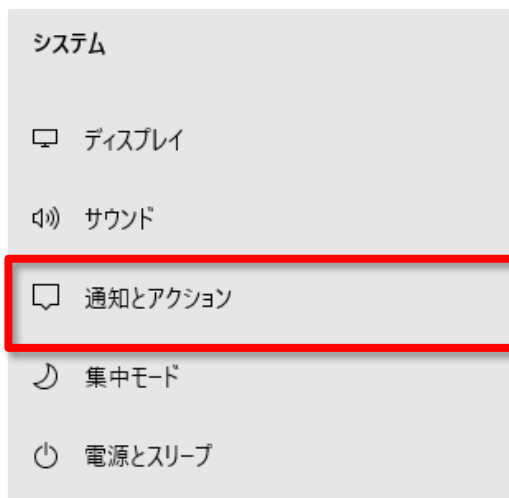 システム
ディスプレイ
サウンド
通知とアクション
集中モード
電源とスリープ